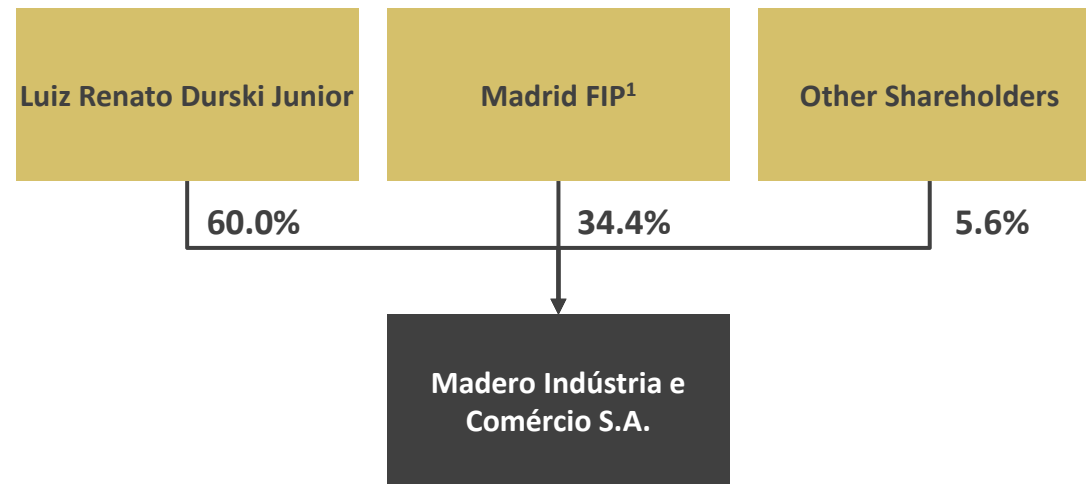 Luiz Renato Durski Junior
Madrid FIP¹
Other Shareholders
60.0%
34.4%
5.6%
Madero Indústria e
Comércio S.A.